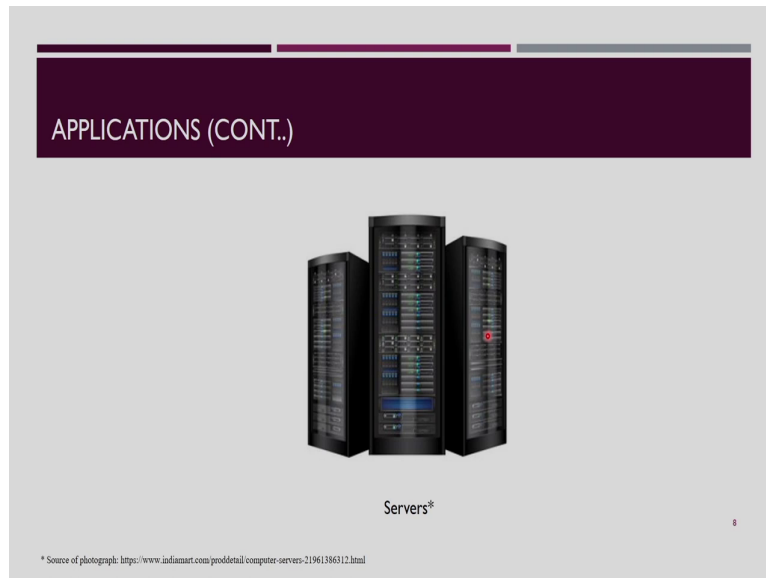 APPLICATIONS (CONT..)
Servers*
8
* Source of photograph: https://www.indiamart.com/proddetail/computer-servers-21961386312.html